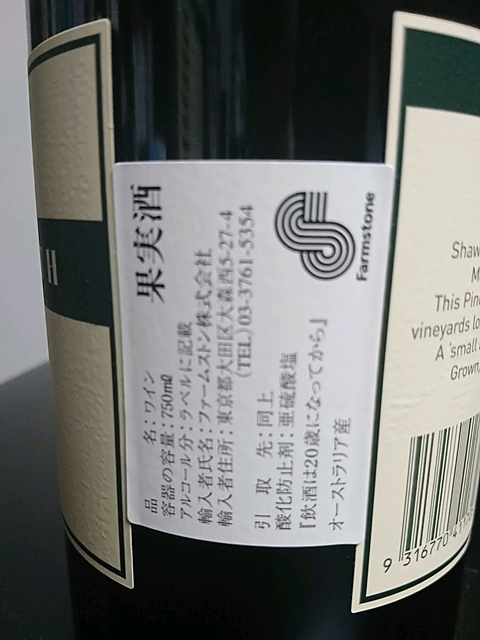 果実酒
品名：ワイン
容器の容量：750mℓ
アルコール分：ラベルに記載
輸入者氏名：ファームストン株式会社
輸入者住所：東京都大田区大森西5-27-4
(TEL) 03-3761-5354
引取先：同上
酸化防止剤：亜硫酸塩
「飲酒は20歳になってから」
オーストラリア産
Farmstone
TH
Shaw
M
This Pin
vineyards lo
A 'small
Grown,
9 316770 411